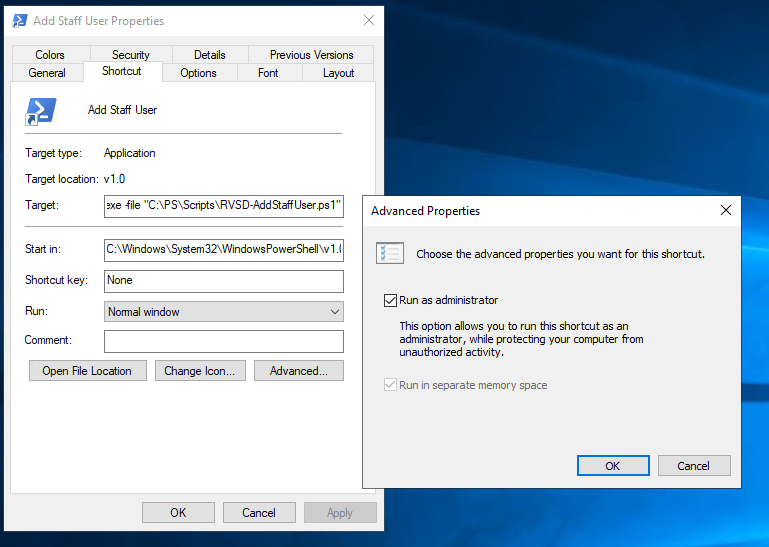 Add Staff User Properties
Colors Security Details Previous Versions
General Shortcut Options Font Layout
Add Staff User
Target type: Application
Target location: v1.0
Target: exe -file "C:\PS\Scripts\RVSD-AddStaffUser.ps1"
Start in: C:\Windows\System32\WindowsPowerShell\v1.0
Shortcut key: None
Run: Normal window
Comment:
Open File Location Change Icon... Advanced...
OK Cancel Apply
Advanced Properties
Choose the advanced properties you want for this shortcut.
Run as administrator
This option allows you to run this shortcut as an
administrator, while protecting your computer from
unauthorized activity.
Run in separate memory space
OK Cancel